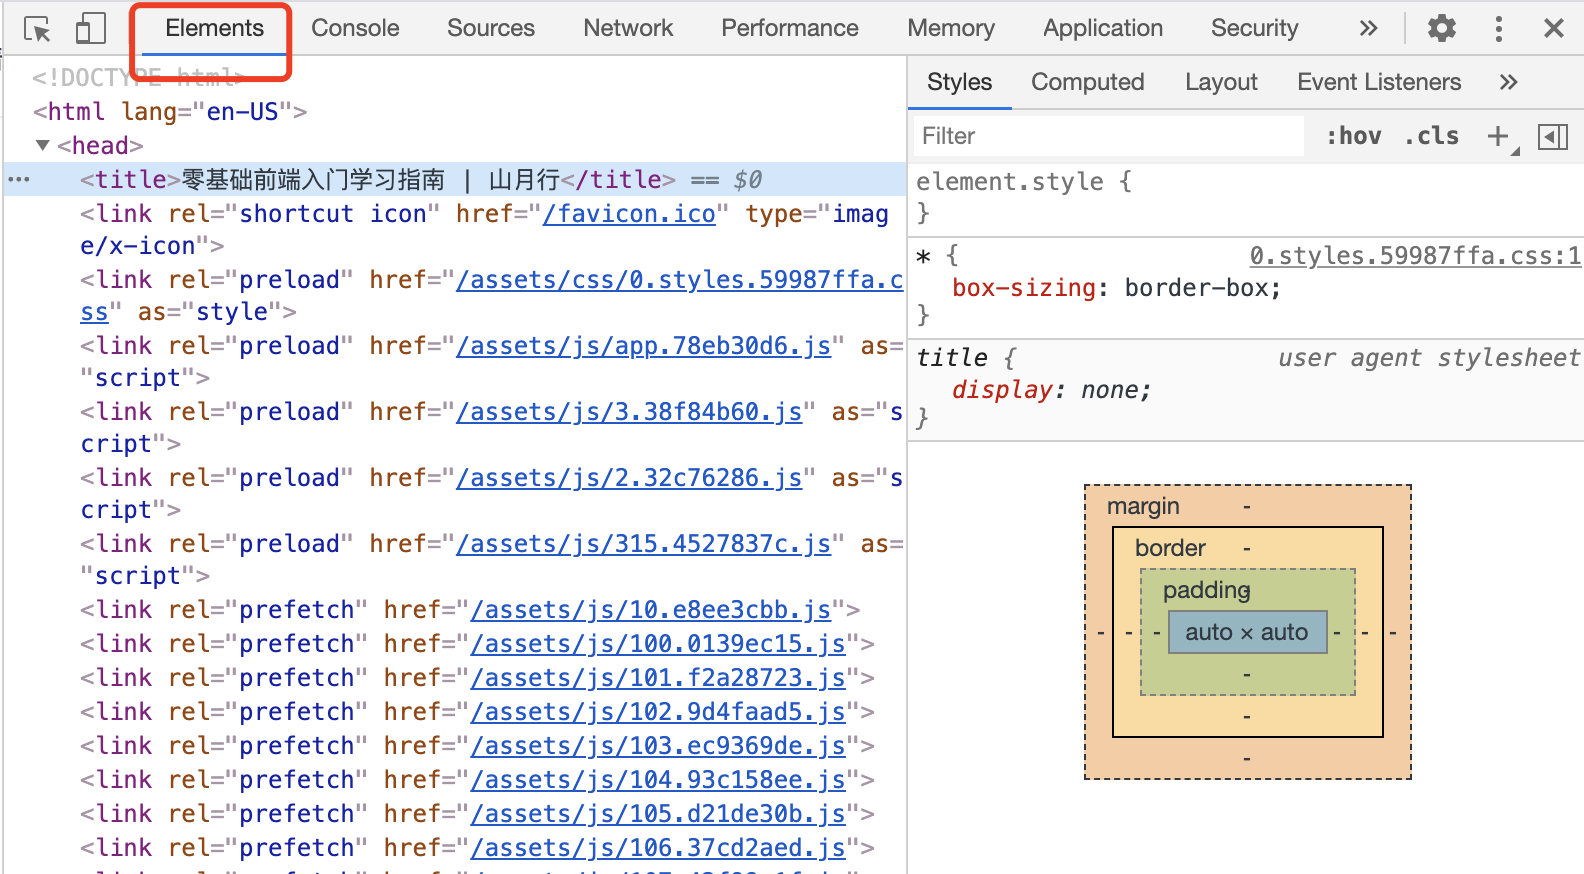 Elements Console Sources Network Performance Memory Application Security »
<!DOCTYPE html>
<html lang="en-US">
▼<head>
··· <title>零基础前端入门学习指南 | 山月行</title> == $0
<link rel="shortcut icon" href="/favicon.ico" type="imag
e/x-icon">
<link rel="preload" href="/assets/css/0.styles.59987ffa.c
ss" as="style">
<link rel="preload" href="/assets/js/app.78eb30d6.js" as=
"script">
<link rel="preload" href="/assets/js/3.38f84b60.js" as="s
cript">
<link rel="preload" href="/assets/js/2.32c76286.js" as="s
cript">
<link rel="preload" href="/assets/js/315.4527837c.js" as=
"script">
<link rel="prefetch" href="/assets/js/10.e8ee3cbb.js">
<link rel="prefetch" href="/assets/js/100.0139ec15.js">
<link rel="prefetch" href="/assets/js/101.f2a28723.js">
<link rel="prefetch" href="/assets/js/102.9d4faad5.js">
<link rel="prefetch" href="/assets/js/103.ec9369de.js">
<link rel="prefetch" href="/assets/js/104.93c158ee.js">
<link rel="prefetch" href="/assets/js/105.d21de30b.js">
<link rel="prefetch" href="/assets/js/106.37cd2aed.js">
Styles Computed Layout Event Listeners »
Filter :hov .cls +
element.style {
}
* { 0.styles.59987ffa.css:1
box-sizing: border-box;
}
title { user agent stylesheet
display: none;
}
margin -
border -
padding -
- - - auto × auto - - -
-
-
-